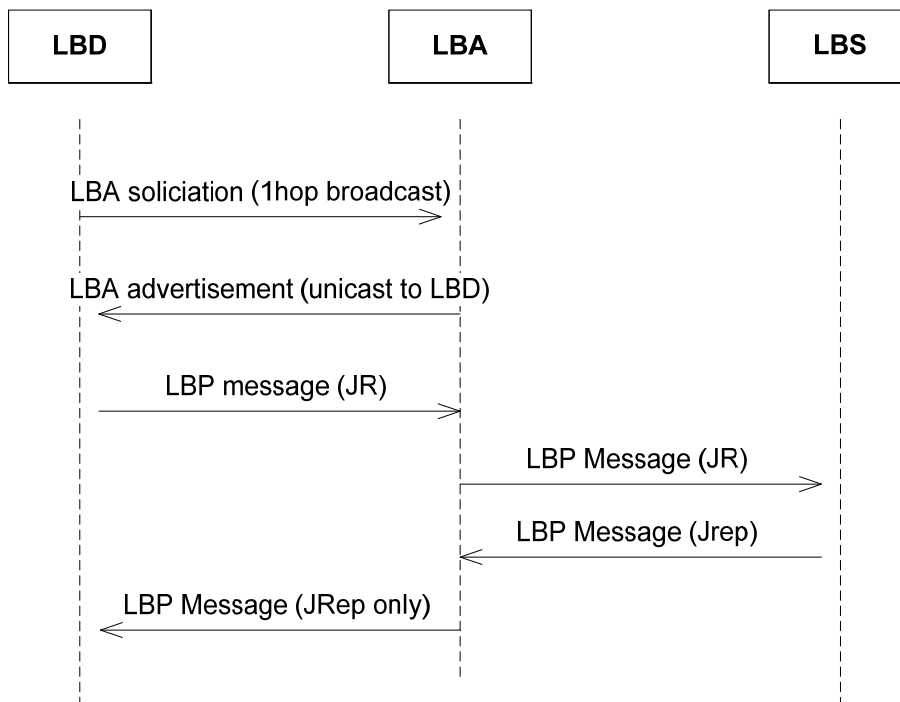 LBD
LBA
LBS
LBA soliciation (1hop broadcast)
LBA advertisement (unicast to LBD)
LBP message (JR)
LBP Message (JR)
LBP Message (Jrep)
LBP Message (JRep only)